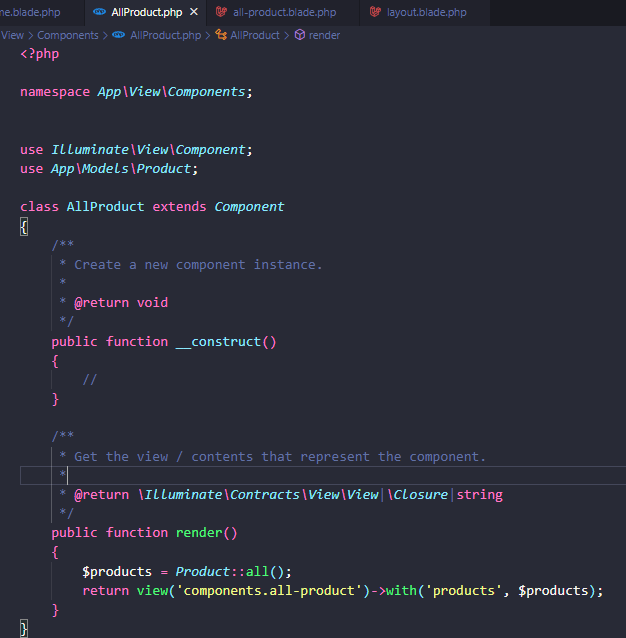 me.blade.php AllProduct.php × all-product.blade.php layout.blade.php
View > Components > AllProduct.php > AllProduct > render
<?php

namespace App\View\Components;


use Illuminate\View\Component;
use App\Models\Product;

class AllProduct extends Component
{
    /**
     * Create a new component instance.
     *
     * @return void
     */
    public function __construct()
    {
        //
    }

    /**
     * Get the view / contents that represent the component.
     *
     * @return \Illuminate\Contracts\View\View|\Closure|string
     */
    public function render()
    {
        $products = Product::all();
        return view('components.all-product')->with('products', $products);
    }
}